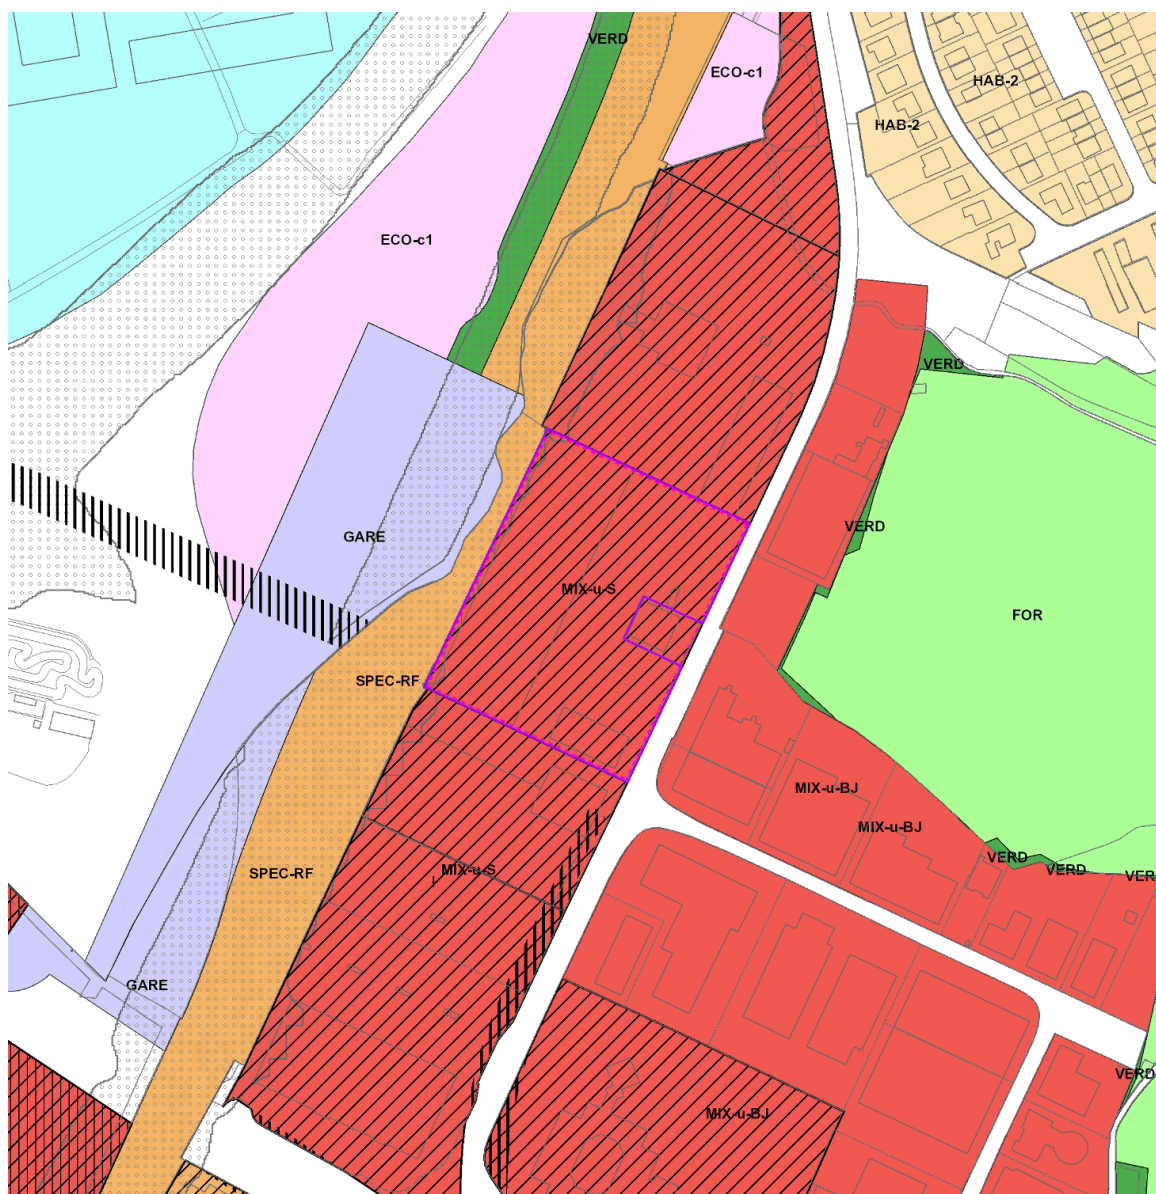 VERD
ECO-c1
HAB-2
HAB-2
ECO-c1
VERD
VERD
GARE
MIX-u-S
FOR
SPEC-RF
MIX-u-BJ
MIX-u-BJ
VERD
VERD
VER
MIX-u-S
SPEC-RF
GARE
VERD
MIX-u-BJ